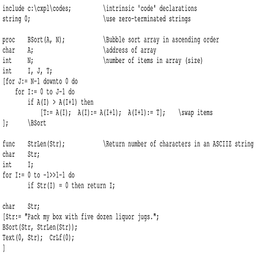 include c:\cxpl\codes;          \intrinsic 'code' declarations
string 0;                       \use zero-terminated strings

proc    BSort(A, N);            \Bubble sort array in ascending order
char    A;                      \address of array
int     N;                      \number of items in array (size)
int     I, J, T;
[for J:= N-1 downto 0 do
    for I:= 0 to J-1 do
        if A(I) > A(I+1) then
            [T:= A(I);  A(I):= A(I+1);  A(I+1):= T];    \swap items
];      \BSort

func    StrLen(Str);            \Return number of characters in an ASCIIZ string
char    Str;
int     I;
for I:= 0 to -1>>1-1 do
        if Str(I) = 0 then return I;

char    Str;
[Str:= "Pack my box with five dozen liquor jugs.";
BSort(Str, StrLen(Str));
Text(0, Str);  CrLf(0);
]